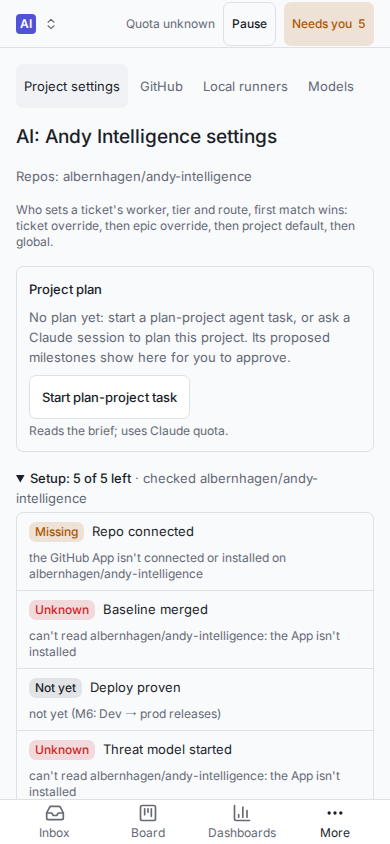 AI
Quota unknown
Pause
Needs you 5
Project settings
GitHub
Local runners
Models
AI: Andy Intelligence settings
Repos: albernhagen/andy-intelligence
Who sets a ticket's worker, tier and route, first match wins:
ticket override, then epic override, then project default, then
global.
Project plan
No plan yet: start a plan-project agent task, or ask a
Claude session to plan this project. Its proposed
milestones show here for you to approve.
Start plan-project task
Reads the brief; uses Claude quota.
▼ Setup: 5 of 5 left · checked albernhagen/andy-
intelligence
Missing Repo connected
the GitHub App isn't connected or installed on
albernhagen/andy-intelligence
Unknown Baseline merged
can't read albernhagen/andy-intelligence: the App isn't
installed
Not yet Deploy proven
not yet (M6: Dev → prod releases)
Unknown Threat model started
can't read albernhagen/andy-intelligence: the App isn't
installed
Inbox
Board
Dashboards
More